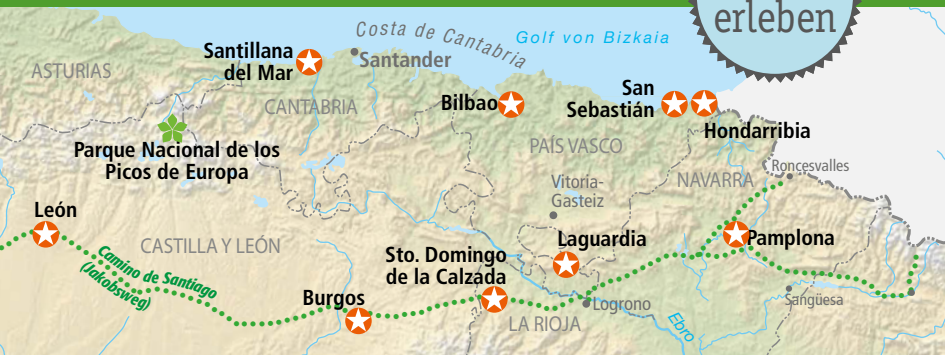 erleben
Costa de Cantabria
Golf von Bizkaia
Santillana
del Mar
Santander
ASTURIAS
CANTABRIA
Bilbao
San
Sebastián
Hondarribia
PAÍS VASCO
Parque Nacional de los
Picos de Europa
Roncesvalles
NAVARRA
Vitoria-
Gasteiz
León
CASTILLA Y LEÓN
Laguardia
Pamplona
Sto. Domingo
de la Calzada
Camino de Santiago
(Jakobsweg)
Burgos
Logrono
Sangüesa
LA RIOJA
Ebro